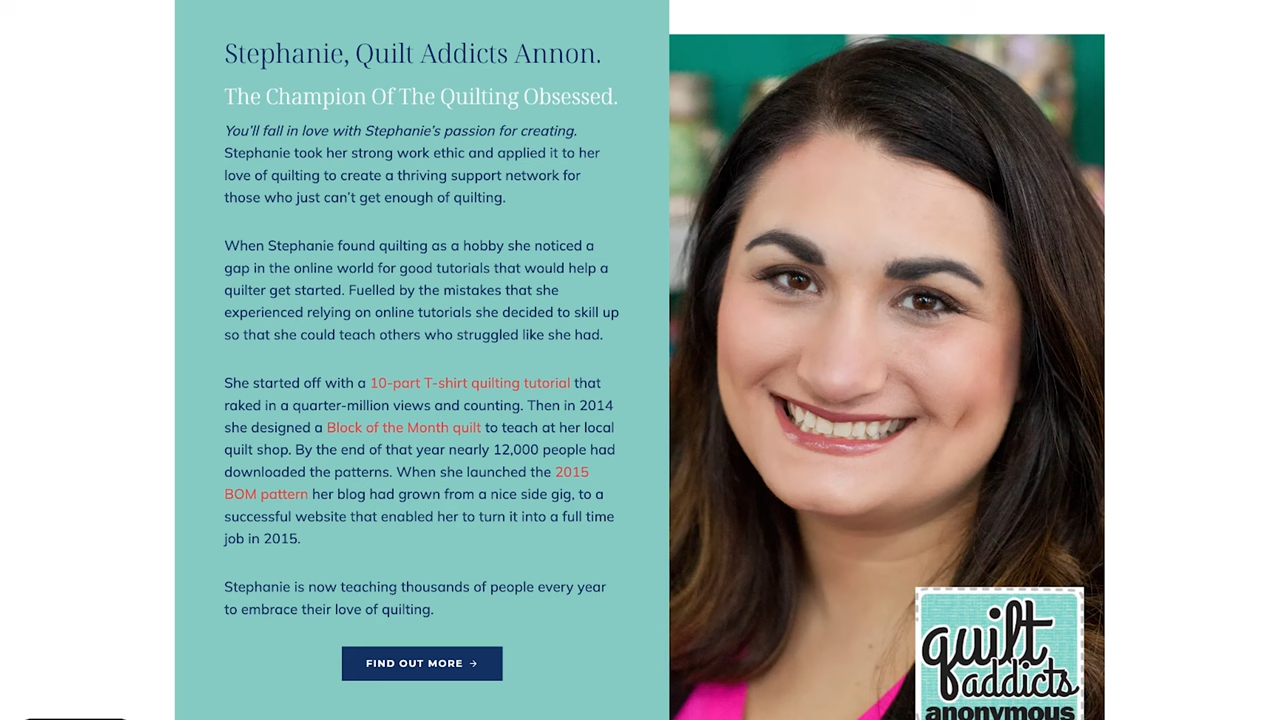 Stephanie, Quilt Addicts Annon.
The Champion Of The Quilting Obsessed.
You'll fall in love with Stephanie's passion for creating.
Stephanie took her strong work ethic and applied it to her
love of quilting to create a thriving support network for
those who just can't get enough of quilting.
When Stephanie found quilting as a hobby she noticed a
gap in the online world for good tutorials that would help a
quilter get started. Fuelled by the mistakes that she
experienced relying on online tutorials she decided to skill up
so that she could teach others who struggled like she had.
She started off with a 10-part T-shirt quilting tutorial that
raked in a quarter-million views and counting. Then in 2014
she designed a Block of the Month quilt to teach at her local
quilt shop. By the end of that year nearly 12,000 people had
downloaded the patterns. When she launched the 2015
BOM pattern her blog had grown from a nice side gig, to a
successful website that enabled her to turn it into a full time
job in 2015.
Stephanie is now teaching thousands of people every year
to embrace their love of quilting.
FIND OUT MORE →
quilt
addicts
anonymous